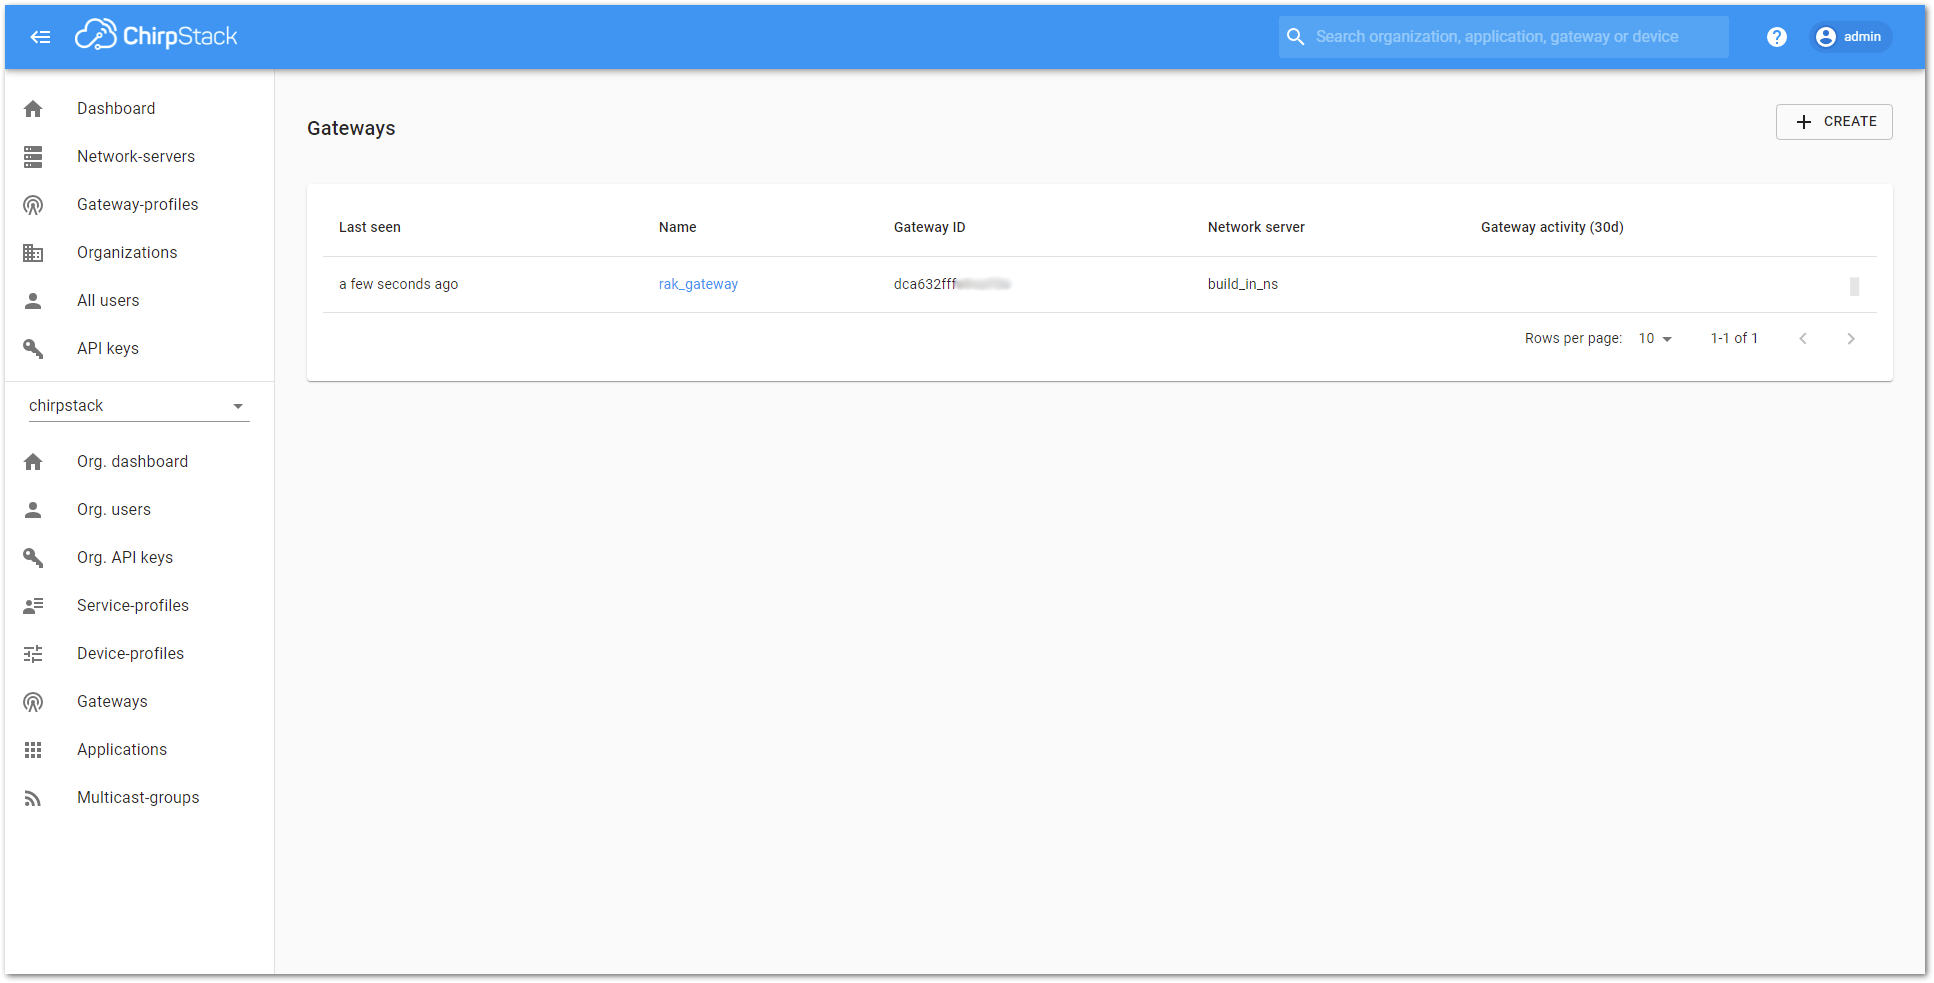 ChirpStack
Search organization, application, gateway or device
? admin
Dashboard
Network-servers
Gateway-profiles
Organizations
All users
API keys
chirpstack
Org. dashboard
Org. users
Org. API keys
Service-profiles
Device-profiles
Gateways
Applications
Multicast-groups
Gateways
+ CREATE
Last seen Name Gateway ID Network server Gateway activity (30d)
a few seconds ago rak_gateway dca632fff build_in_ns
Rows per page: 10 1-1 of 1